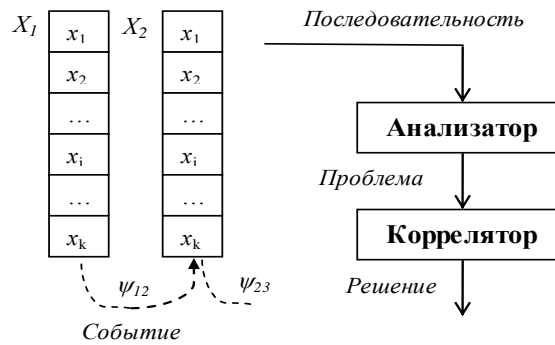 X1 X2 Последовательность
x1 x1
x2 x2
… …
xi xi
… …
xk xk
Анализатор
Проблема
Коррелятор
ψ12 ψ23 Решение
Событие